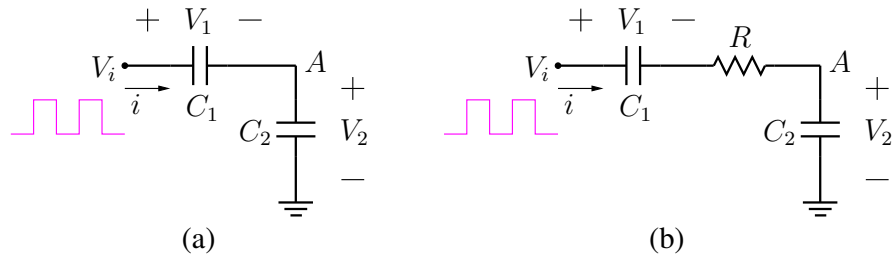 + V₁ −
Vᵢ
i
C₁
A
C₂
+
V₂
−
(a)
+ V₁ −
R
Vᵢ
i
C₁
A
C₂
+
V₂
−
(b)